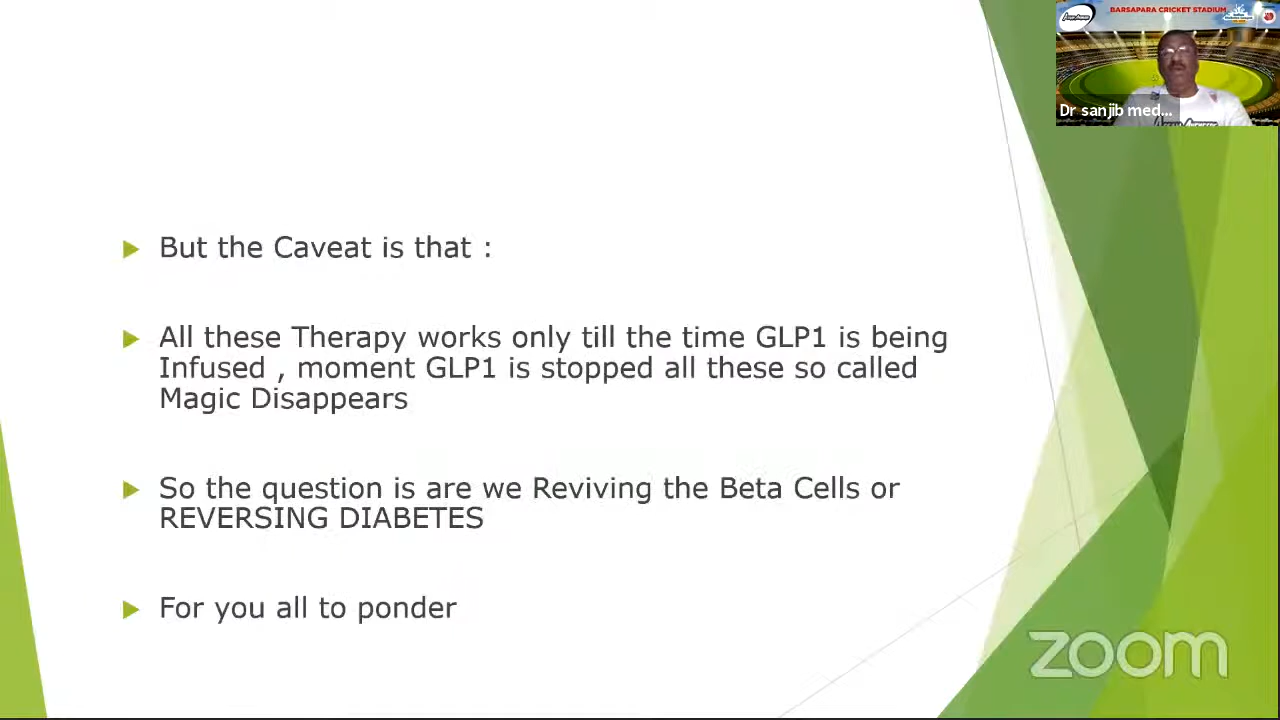 BARSAPARA CRICKET STADIUM
Dr sanjib med...
But the Caveat is that :
All these Therapy works only till the time GLP1 is being
Infused , moment GLP1 is stopped all these so called
Magic Disappears
So the question is are we Reviving the Beta Cells or
REVERSING DIABETES
For you all to ponder
zoom